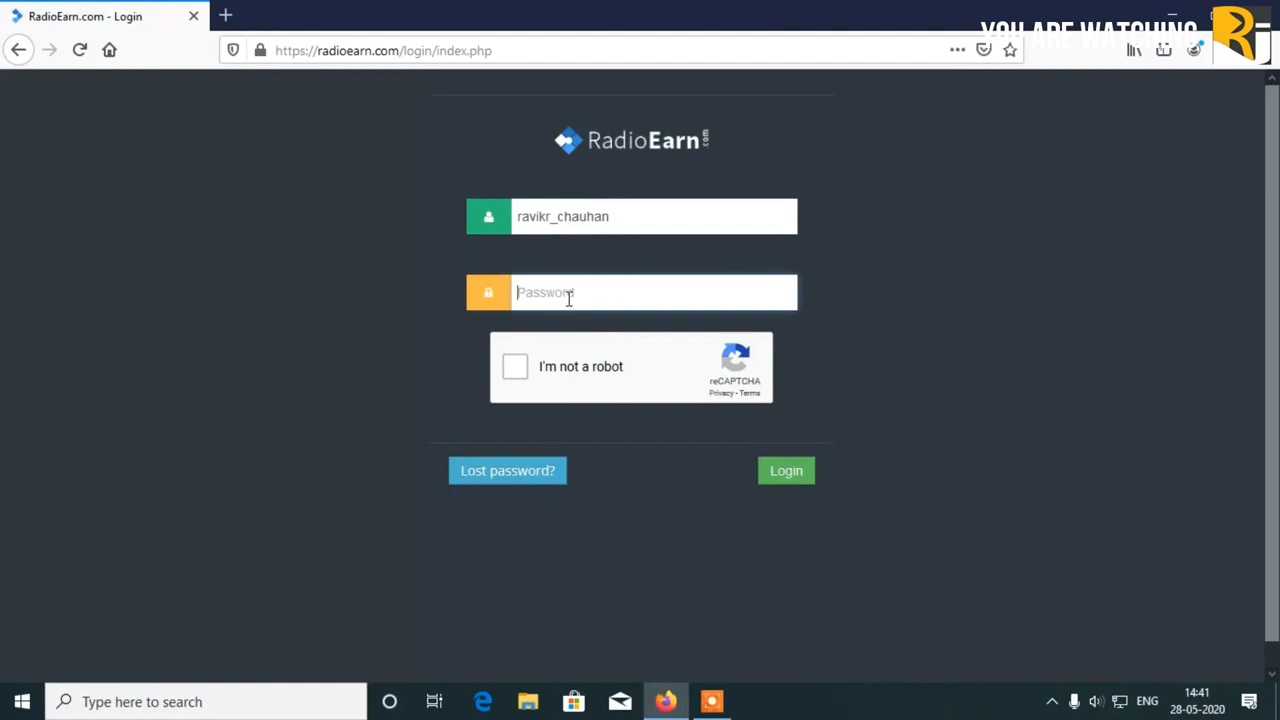 RadioEarn.com - Login
YOU ARE WATCHING
https://radioearn.com/login/index.php
RadioEarn.com
ravikr_chauhan
Password
I'm not a robot
reCAPTCHA
Privacy - Terms
Lost password?
Login
Type here to search
ENG
14:41
28-05-2020